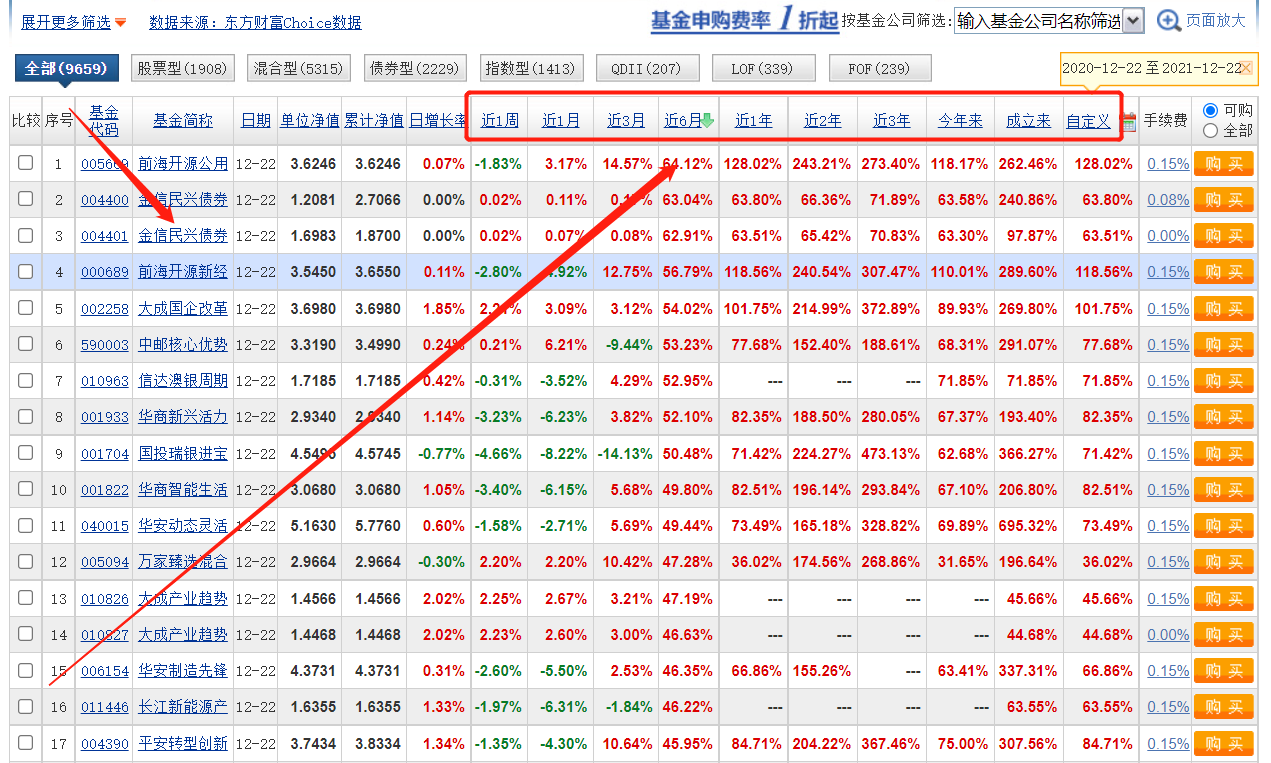 展开更多筛选 数据来源：东方财富Choice数据 基金申购费率1折起 按基金公司筛选: 输入基金公司名称筛选 页面放大
全部(9659) 股票型(1908) 混合型(5315) 债券型(2229) 指数型(1413) QDII(207) LOF(339) FOF(239) 2020-12-22 至 2021-12-22
比较 序号 基金代码 基金简称 日期 单位净值 累计净值 日增长率 近1周 近1月 近3月 近6月 近1年 近2年 近3年 今年来 成立来 自定义 手续费 可购 全部
1 005669 前海开源公用 12-22 3.6246 3.6246 0.07% -1.83% 3.17% 14.57% 64.12% 128.02% 243.21% 273.40% 118.17% 262.46% 128.02% 0.15% 购买
2 004400 金信民兴债券 12-22 1.2081 2.7066 0.00% 0.02% 0.11% 63.04% 63.80% 66.36% 71.89% 63.58% 240.86% 63.80% 0.08% 购买
3 004401 金信民兴债券 12-22 1.6983 1.8700 0.00% 0.02% 0.07% 0.08% 62.91% 63.51% 65.42% 70.83% 63.30% 97.87% 63.51% 0.00% 购买
4 000689 前海开源新经 12-22 3.5450 3.6550 0.11% -2.80% 12.75% 56.79% 118.56% 240.54% 307.47% 110.01% 289.60% 118.56% 0.15% 购买
5 002258 大成国企改革 12-22 3.6980 3.6980 1.85% 3.09% 3.12% 54.02% 101.75% 214.99% 372.89% 89.93% 269.80% 101.75% 0.15% 购买
6 590003 中邮核心优势 12-22 3.3190 3.4990 0.24% 0.21% 6.21% -9.44% 53.23% 77.68% 152.40% 188.61% 68.31% 291.07% 77.68% 0.15% 购买
7 010963 信达澳银周期 12-22 1.7185 1.7185 0.42% -0.31% -3.52% 4.29% 52.95% --- --- --- 71.85% 71.85% 71.85% 0.15% 购买
8 001933 华商新兴活力 12-22 2.9340 2.9340 1.14% -3.23% -6.23% 3.82% 52.10% 82.35% 188.50% 280.05% 67.37% 193.40% 82.35% 0.15% 购买
9 001704 国投瑞银进宝 12-22 4.5495 4.5745 -0.77% -4.66% -8.22% -14.13% 50.48% 71.42% 224.27% 473.13% 62.68% 366.27% 71.42% 0.15% 购买
10 001822 华商智能生活 12-22 3.0680 3.0680 1.05% -3.40% -6.15% 5.68% 49.80% 82.51% 196.14% 293.84% 67.10% 206.80% 82.51% 0.15% 购买
11 040015 华安动态灵活 12-22 5.1630 5.7760 0.60% -1.58% -2.71% 5.69% 49.44% 73.49% 165.18% 328.82% 69.89% 695.32% 73.49% 0.15% 购买
12 005094 万家臻选混合 12-22 2.9664 2.9664 -0.30% 2.20% 2.20% 10.42% 47.28% 36.02% 174.56% 268.86% 31.65% 196.64% 36.02% 0.15% 购买
13 010826 大成产业趋势 12-22 1.4566 1.4566 2.02% 2.25% 2.67% 3.21% 47.19% --- --- --- --- 45.66% 45.66% 0.15% 购买
14 010827 大成产业趋势 12-22 1.4468 1.4468 2.02% 2.23% 2.60% 3.00% 46.63% --- --- --- --- 44.68% 44.68% 0.00% 购买
15 006154 华安制造先锋 12-22 4.3731 4.3731 0.31% -2.60% -5.50% 2.53% 46.35% 66.86% 155.26% --- 63.41% 337.31% 66.86% 0.15% 购买
16 011446 长江新能源产 12-22 1.6355 1.6355 1.33% -1.97% -6.31% -1.84% 46.22% --- --- --- --- 63.55% 63.55% 0.15% 购买
17 004390 平安转型创新 12-22 3.7434 3.8334 1.34% -1.35% -4.30% 10.64% 45.95% 84.71% 204.22% 367.46% 75.00% 307.56% 84.71% 0.15% 购买